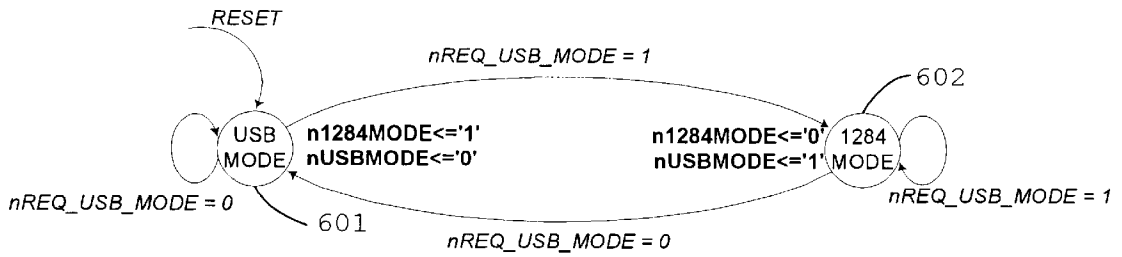 RESET
nREQ_USB_MODE = 1
602
USB
MODE
n1284MODE<='1'
nUSBMODE<='0'
n1284MODE<='0'
nUSBMODE<='1'
1284
MODE
nREQ_USB_MODE = 0
601
nREQ_USB_MODE = 1
nREQ_USB_MODE = 0